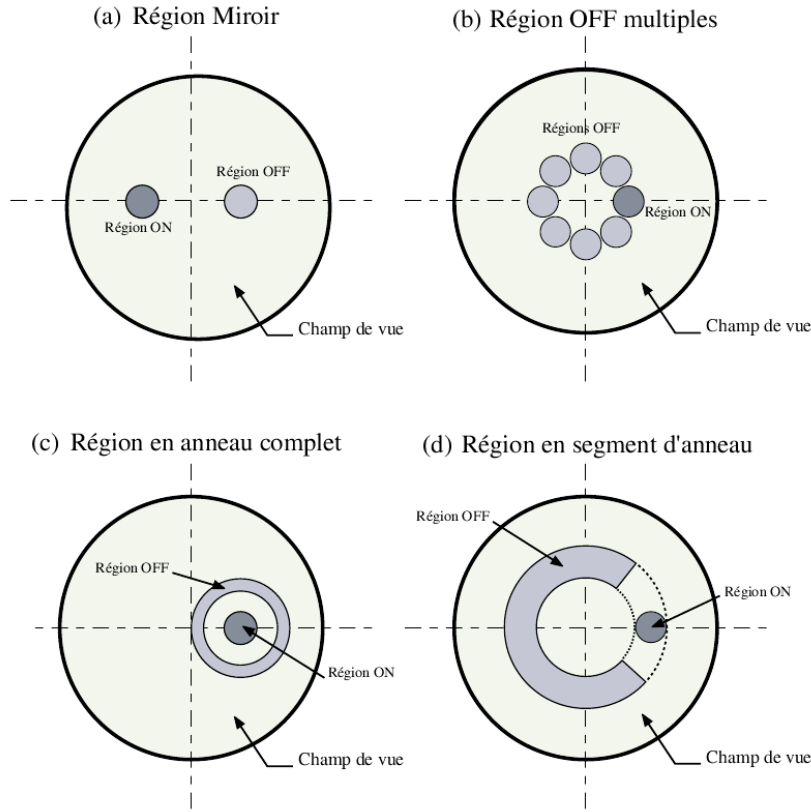 (a) Région Miroir
Région OFF
Région ON
Champ de vue
(b) Région OFF multiples
Régions OFF
Région ON
Champ de vue
(c) Région en anneau complet
Région OFF
Région ON
Champ de vue
(d) Région en segment d'anneau
Région OFF
Région ON
Champ de vue